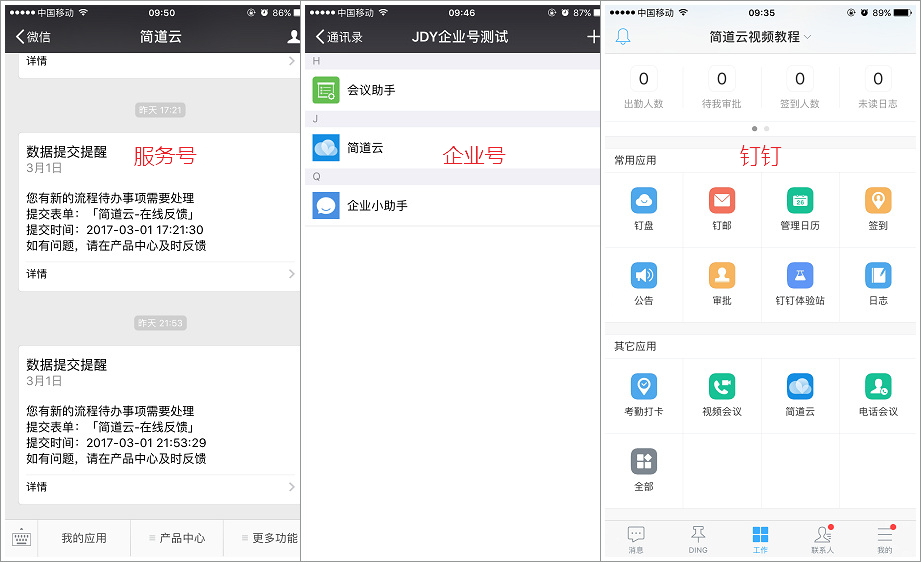 中国移动 09:50 86%
微信 简道云
详情
昨天 17:21
数据提交提醒
服务号
3月1日
您有新的流程待办事项需要处理
提交表单：「简道云-在线反馈」
提交时间：2017-03-01 17:21:30
如有问题，请在产品中心及时反馈
详情
昨天 21:53
数据提交提醒
3月1日
您有新的流程待办事项需要处理
提交表单：「简道云-在线反馈」
提交时间：2017-03-01 21:53:29
如有问题，请在产品中心及时反馈
详情
我的应用 产品中心 更多功能
中国移动 09:46 87%
通讯录 JDY企业号测试
H
会议助手
J
简道云
企业号
Q
企业小助手
中国移动 09:35 89%
简道云视频教程
0 0 0 0
出勤人数 待我审批 签到人数 未读日志
常用应用
钉钉
钉盘 钉邮 管理日历 签到
公告 审批 钉钉体验站 日志
其它应用
考勤打卡 视频会议 简道云 电话会议
全部
消息 DING 工作 联系人 我的